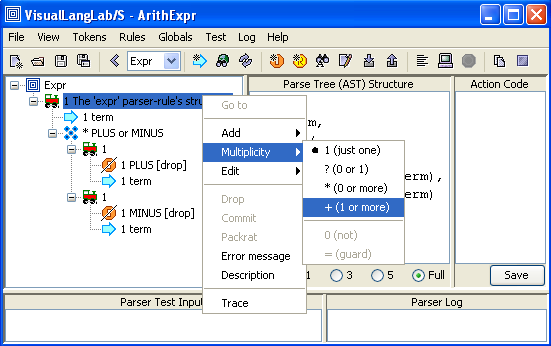 VisualLangLab/S - ArithExpr
File View Tokens Rules Globals Test Log Help
Expr
Parse Tree (AST) Structure
Action Code
Expr
1 The 'expr' parser-rule's
1 term
* PLUS or MINUS
1
1 PLUS [drop]
1 term
1
1 MINUS [drop]
1 term
Go to
Add
Multiplicity
Edit
Drop
Commit
Packrat
Error message
Description
Trace
1 (just one)
? (0 or 1)
* (0 or more)
+ (1 or more)
0 (not)
= (guard)
1 3 5 Full
Save
Parser Test
Parser Log